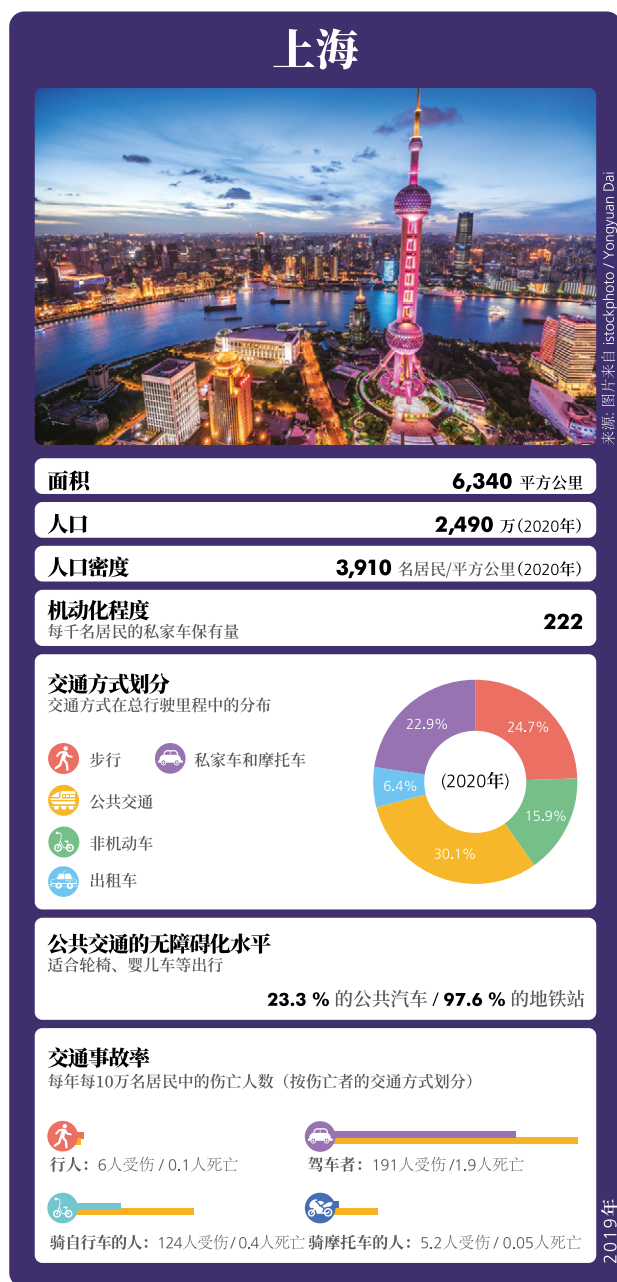 上海
来源: 图片来自 istockphoto / Yongyuan Dai
面积 6,340 平方公里
人口 2,490 万(2020年)
人口密度 3,910 名居民/平方公里(2020年)
机动化程度
每千名居民的私家车保有量 222
交通方式划分
交通方式在总行驶里程中的分布
步行 私家车和摩托车
公共交通
非机动车
出租车
22.9% 24.7%
(2020年)
6.4% 15.9%
30.1%
公共交通的无障碍化水平
适合轮椅、婴儿车等出行
23.3 % 的公共汽车 / 97.6 % 的地铁站
交通事故率
每年每10万名居民中的伤亡人数（按伤亡者的交通方式划分）
行人：6人受伤 / 0.1人死亡 驾车者：191人受伤 /1.9人死亡
骑自行车的人：124人受伤 / 0.4人死亡 骑摩托车的人：5.2人受伤 / 0.05人死亡
2019年